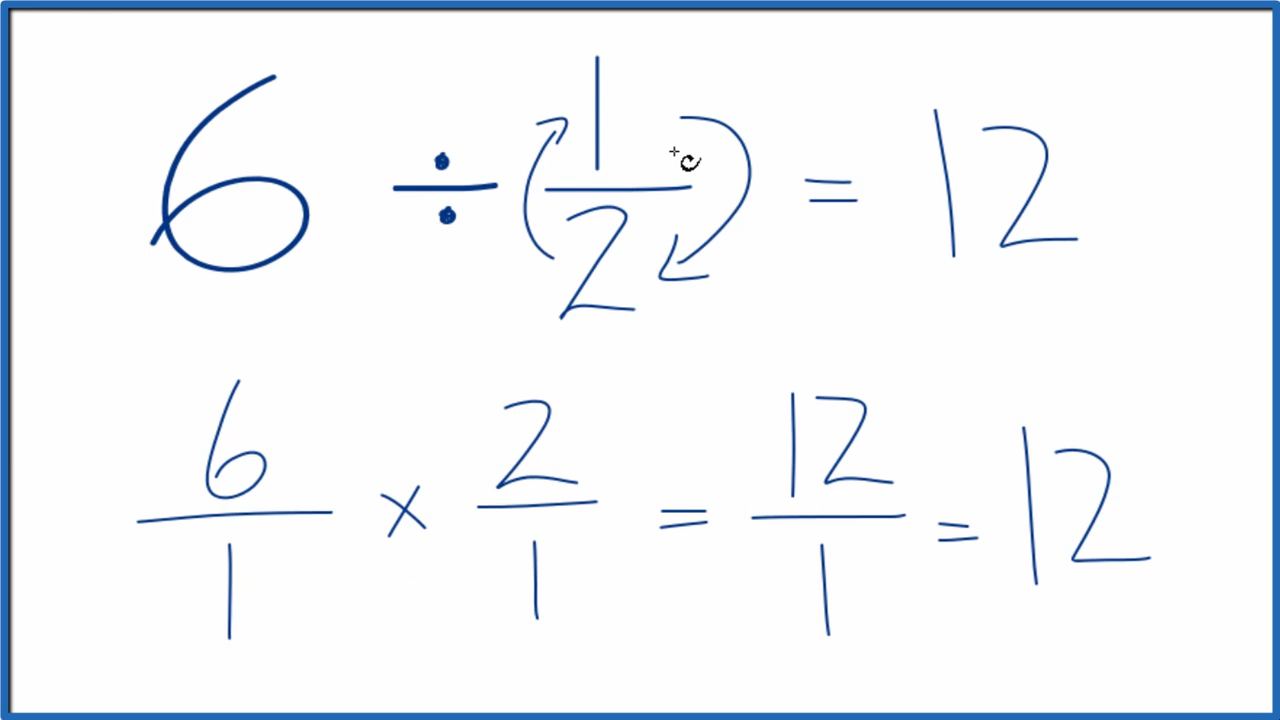 6 ÷ 1/2 = 12
6/1 × 2/1 = 12/1 = 12